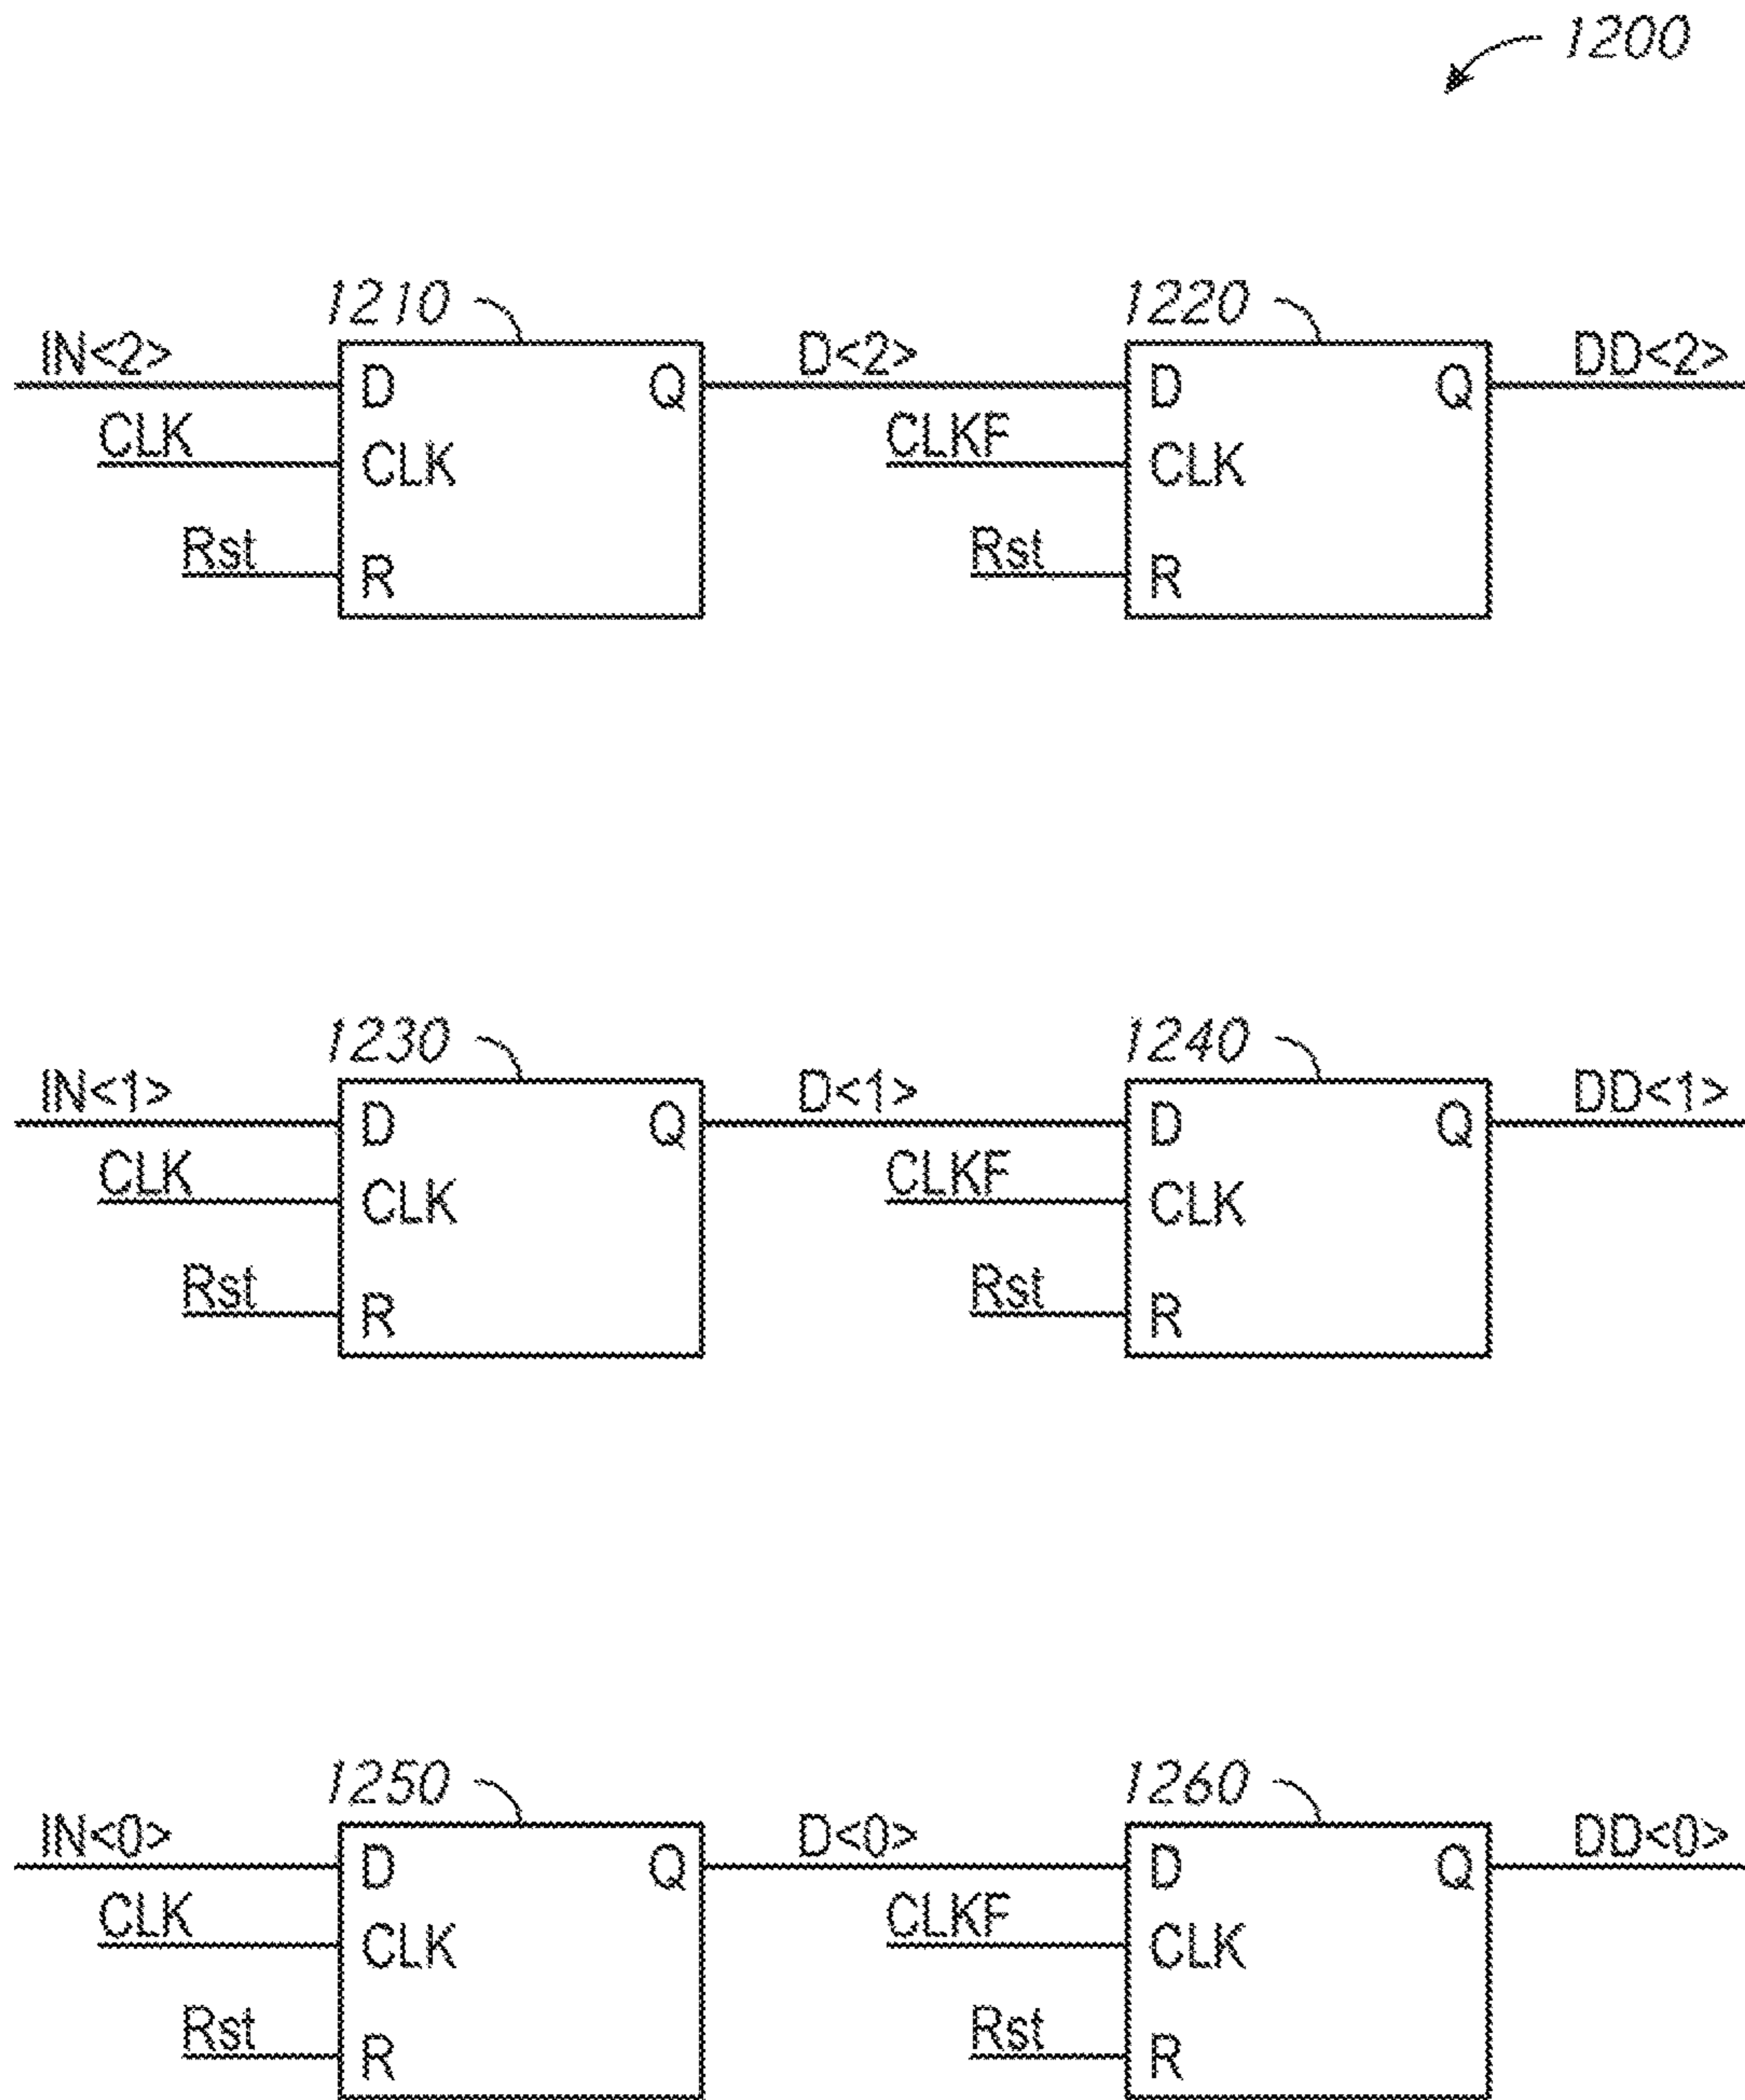 1200
1210 1220
IN<2> D<2> DD<2>
D Q D Q
CLK CLKF
CLK CLK
Rst Rst
R R
1230 1240
IN<1> D<1> DD<1>
D Q D Q
CLK CLKF
CLK CLK
Rst Rst
R R
1250 1260
IN<0> D<0> DD<0>
D Q D Q
CLK CLKF
CLK CLK
Rst Rst
R R